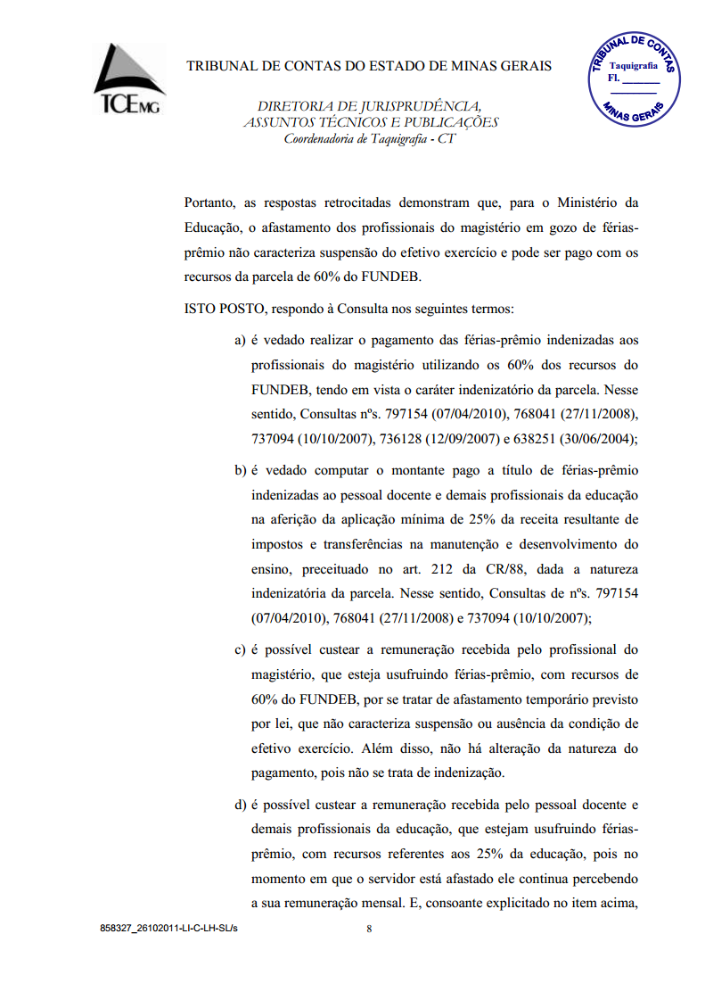 TCEMG
TRIBUNAL DE CONTAS DO ESTADO DE MINAS GERAIS
TRIBUNAL DE CONTAS
Taquigrafia
Fl. ______
________
MINAS GERAIS
DIRETORIA DE JURISPRUDÊNCIA,
ASSUNTOS TÉCNICOS E PUBLICAÇÕES
Coordenadoria de Taquigrafia - CT
Portanto, as respostas retrocitadas demonstram que, para o Ministério da
Educação, o afastamento dos profissionais do magistério em gozo de férias-
prêmio não caracteriza suspensão do efetivo exercício e pode ser pago com os
recursos da parcela de 60% do FUNDEB.
ISTO POSTO, respondo à Consulta nos seguintes termos:
a) é vedado realizar o pagamento das férias-prêmio indenizadas aos
profissionais do magistério utilizando os 60% dos recursos do
FUNDEB, tendo em vista o caráter indenizatório da parcela. Nesse
sentido, Consultas nºs. 797154 (07/04/2010), 768041 (27/11/2008),
737094 (10/10/2007), 736128 (12/09/2007) e 638251 (30/06/2004);
b) é vedado computar o montante pago a título de férias-prêmio
indenizadas ao pessoal docente e demais profissionais da educação
na aferição da aplicação mínima de 25% da receita resultante de
impostos e transferências na manutenção e desenvolvimento do
ensino, preceituado no art. 212 da CR/88, dada a natureza
indenizatória da parcela. Nesse sentido, Consultas de nºs. 797154
(07/04/2010), 768041 (27/11/2008) e 737094 (10/10/2007);
c) é possível custear a remuneração recebida pelo profissional do
magistério, que esteja usufruindo férias-prêmio, com recursos de
60% do FUNDEB, por se tratar de afastamento temporário previsto
por lei, que não caracteriza suspensão ou ausência da condição de
efetivo exercício. Além disso, não há alteração da natureza do
pagamento, pois não se trata de indenização.
d) é possível custear a remuneração recebida pelo pessoal docente e
demais profissionais da educação, que estejam usufruindo férias-
prêmio, com recursos referentes aos 25% da educação, pois no
momento em que o servidor está afastado ele continua percebendo
a sua remuneração mensal. E, consoante explicitado no item acima,
858327_26102011-LI-C-LH-SL/s
8